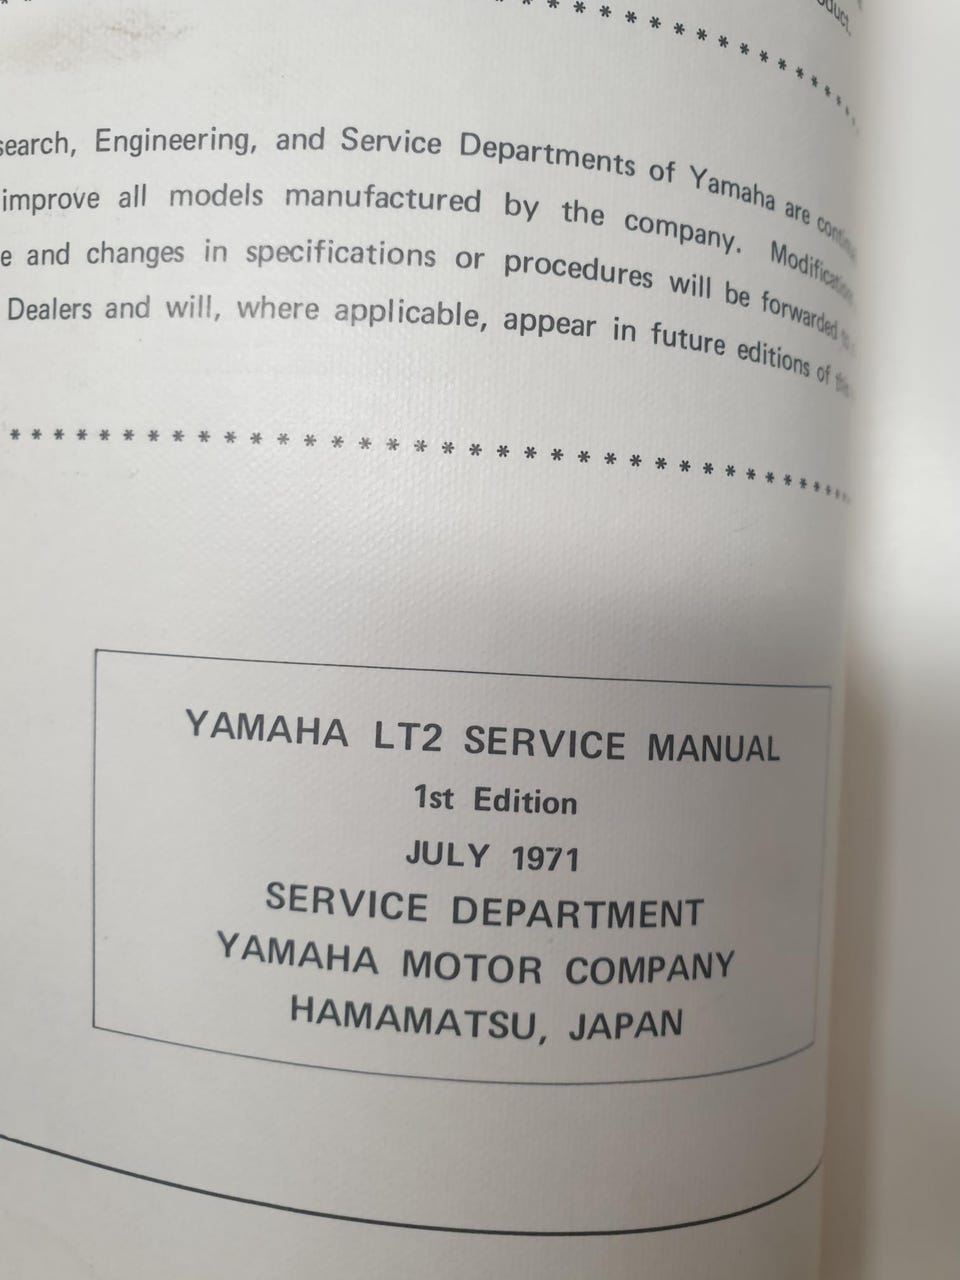 * * * * * * * * * * * * * * * * *
Engineering, and Service Departments of Yamaha are
improve all models manufactured by the company.
and changes in specifications or procedures will be forwarded
Dealers and will, where applicable, appear in future editions of
* * * * * * * * * * * * * * * * * * * * * * * * * * * * * * * * * * *
YAMAHA LT2 SERVICE MANUAL
1st Edition
JULY 1971
SERVICE DEPARTMENT
YAMAHA MOTOR COMPANY
HAMAMATSU, JAPAN